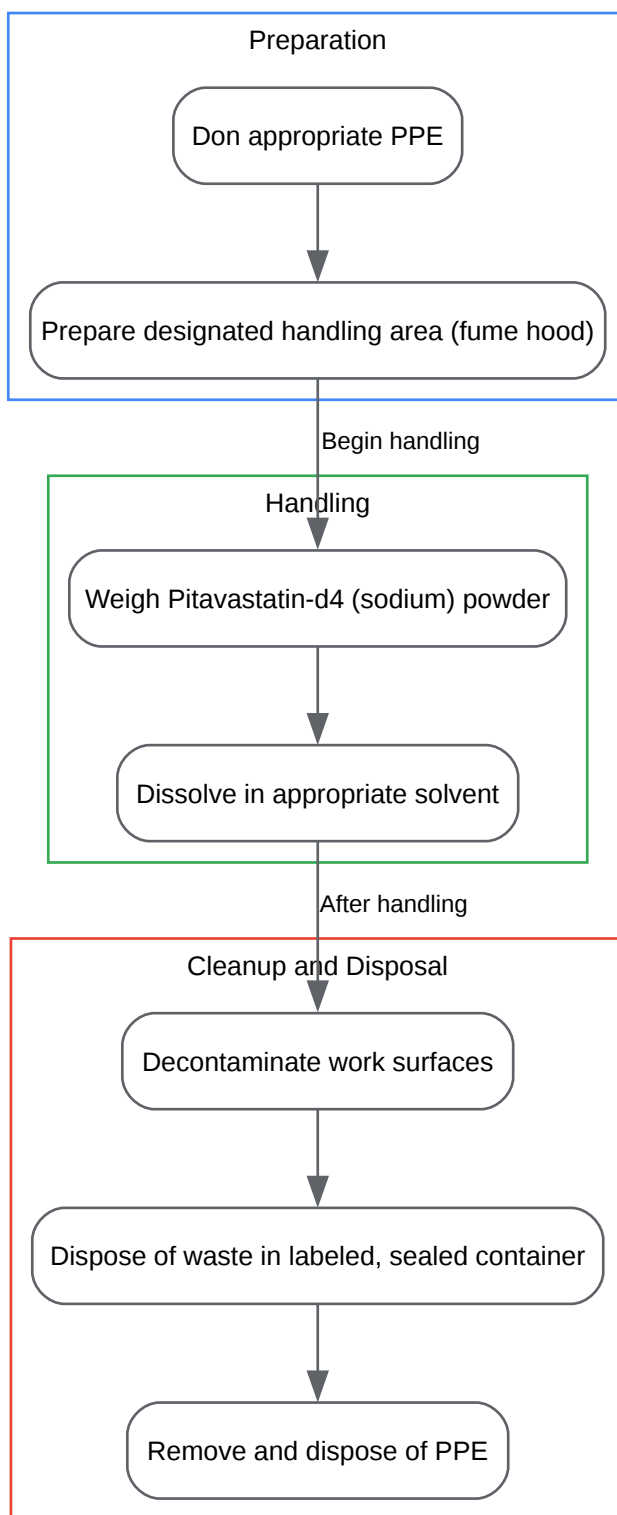 Preparation
Don appropriate PPE
Prepare designated handling area (fume hood)
Begin handling
Handling
Weigh Pitavastatin-d4 (sodium) powder
Dissolve in appropriate solvent
After handling
Cleanup and Disposal
Decontaminate work surfaces
Dispose of waste in labeled, sealed container
Remove and dispose of PPE